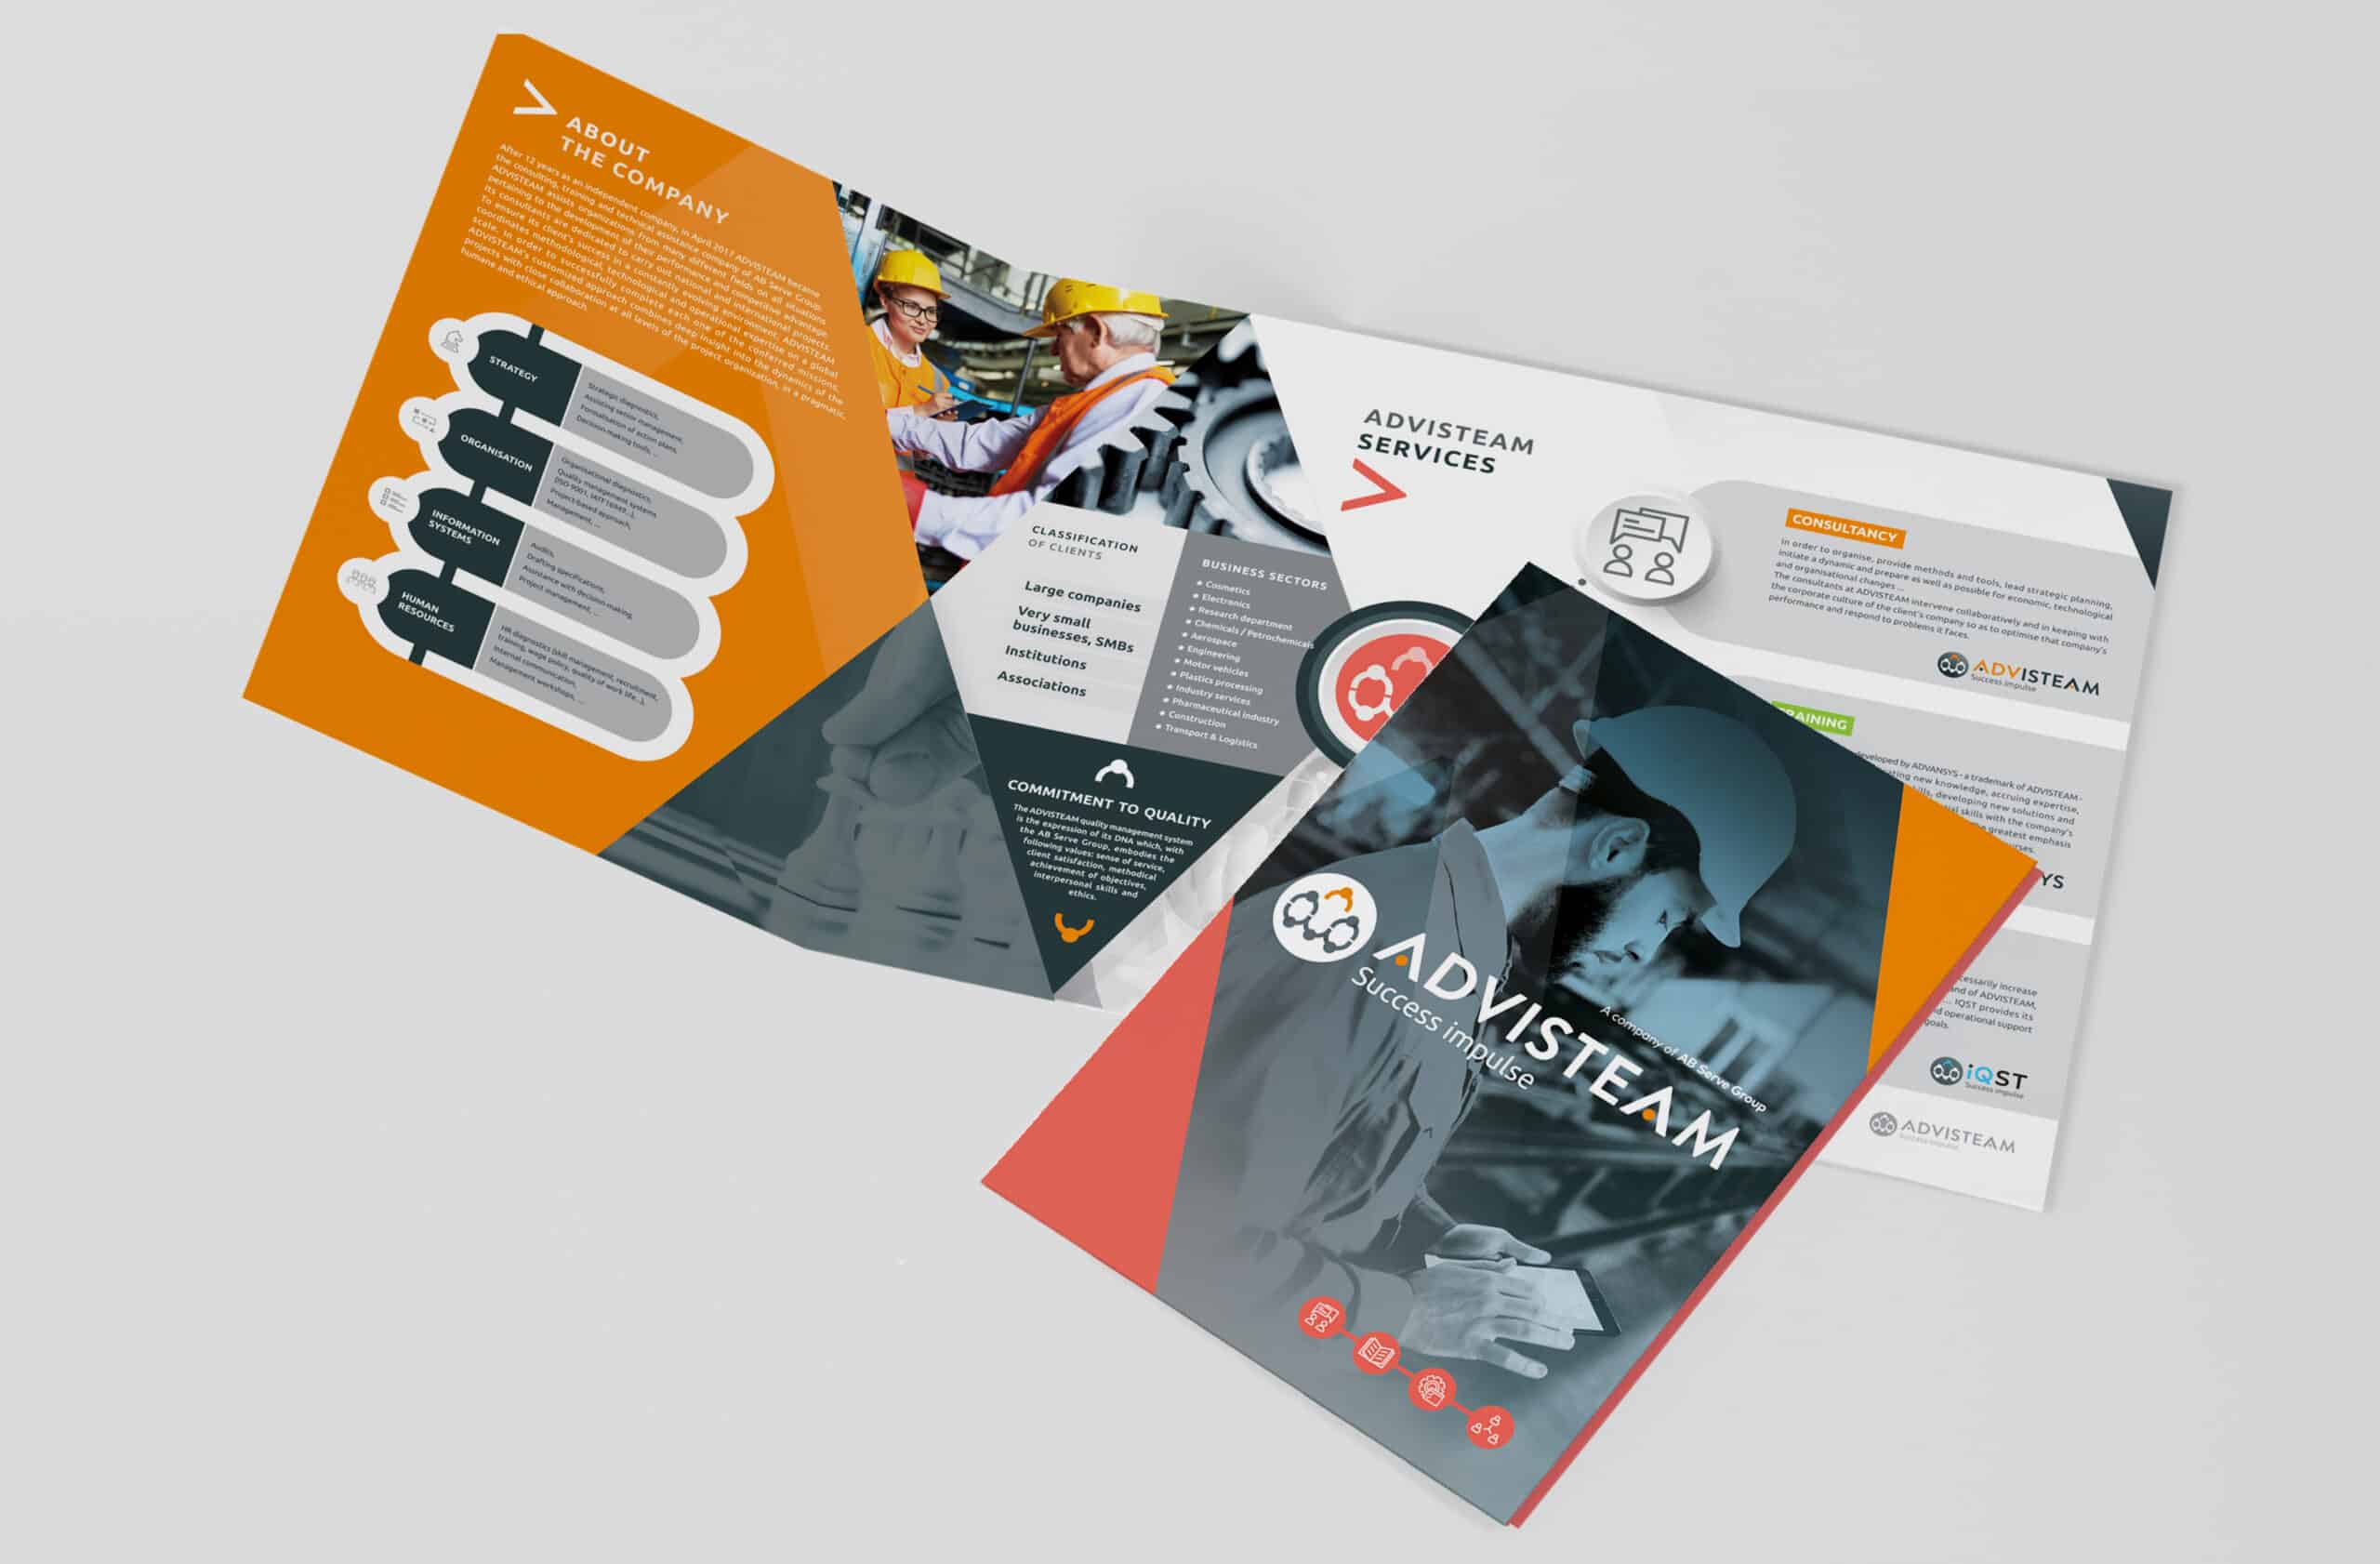 ABOUT
THE COMPANY
After 12 years as an independent company, in April 2017 ADVISTEAM became
the consulting, training and technical assistance company of AB Serve Group.
ADVISTEAM assists organizations from many different fields on all situations
pertaining to the development of their performance and competitive advantage.
Its consultants are dedicated to carry out national and international projects.
To ensure its client's success in a constantly evolving environment, ADVISTEAM
coordinates methodological, technological and operational expertise on a global
scale. In order to successfully complete each one of the conferred missions,
ADVISTEAM's customized approach combines deep insight into the dynamics of the
projects with close collaboration at all levels of the project organization, in a pragmatic,
humane and ethical approach.
STRATEGY
Strategic diagnostics,
Assisting senior management,
Formalisation of action plans,
Decision-making tools, ...
ORGANISATION
Organisational diagnostics,
Quality management systems
(ISO 9001, IATF 16949...),
Project-based approach,
Management, ...
INFORMATION
SYSTEMS
Audits,
Drafting specifications,
Assistance with decision-making,
Project management, ...
HUMAN
RESOURCES
HR diagnostics (skill management, recruitment,
training, wage policy, quality of work life...),
Internal communication,
Management workshops, ...
CLASSIFICATION
OF CLIENTS
Large companies
Very small
businesses, SMBs
Institutions
Associations
BUSINESS SECTORS
Cosmetics
Electronics
Research department
Chemicals / Petrochemicals
Aerospace
Engineering
Motor vehicles
Plastics processing
Industry services
Pharmaceutical industry
Construction
Transport & Logistics
COMMITMENT TO QUALITY
The ADVISTEAM quality management system
is the expression of its DNA which, with
the AB Serve Group, embodies the
following values: sense of service,
client satisfaction, methodical
achievement of objectives,
interpersonal skills and
ethics.
ADVISTEAM
SERVICES
CONSULTANCY
In order to organise, provide methods and tools, lead strategic planning,
initiate a dynamic and prepare as well as possible for economic, technological
and organisational changes ...
The consultants at ADVISTEAM intervene collaboratively and in keeping with
the corporate culture of the client's company so as to optimise that company's
performance and respond to problems it faces.
ADVISTEAM
Success impulse
RAINING
veloped by ADVANSYS - a trademark of ADVISTEAM -
ting new knowledge, accruing expertise,
ills, developing new solutions and
ial skills with the company's
greatest emphasis
urses.
YS
cessarily increase
and of ADVISTEAM,
... IQST provides its
d operational support
goals.
iQST
Success impulse
ADVISTEAM
Success impulse
ADVISTEAM
Success impulse
A company of AB Serve Group